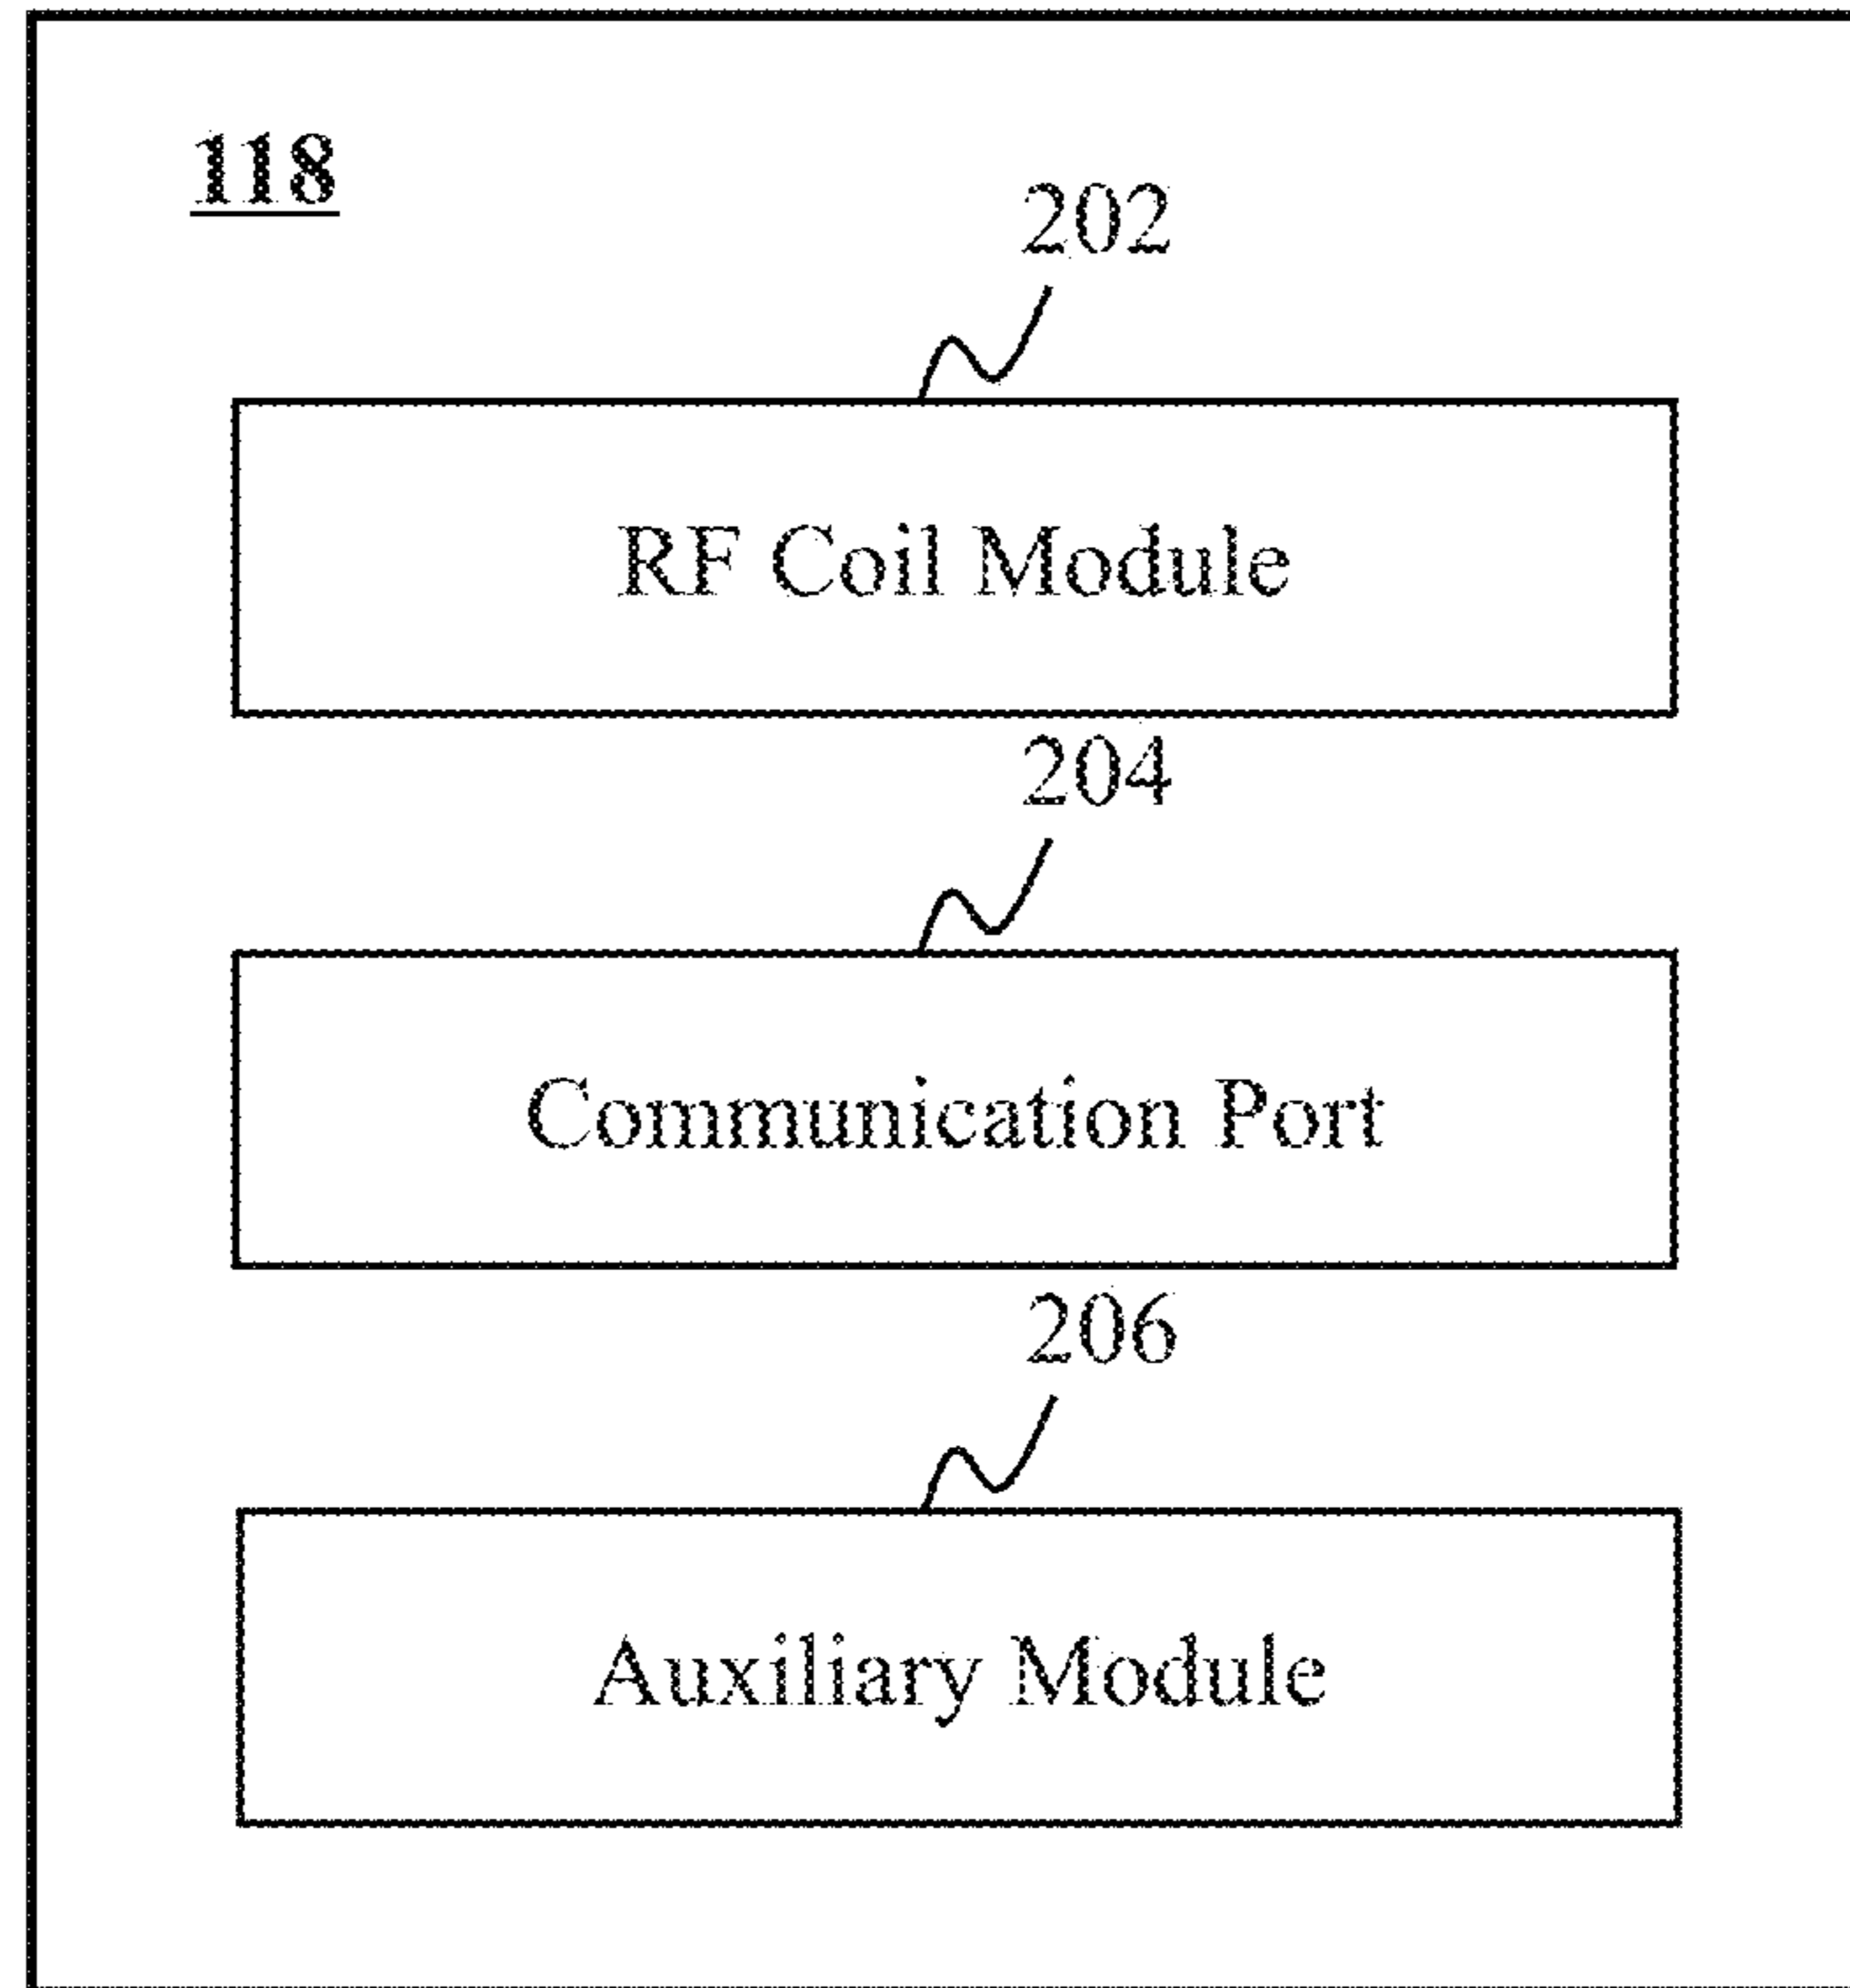 118
202
RF Coil Module
204
Communication Port
206
Auxiliary Module